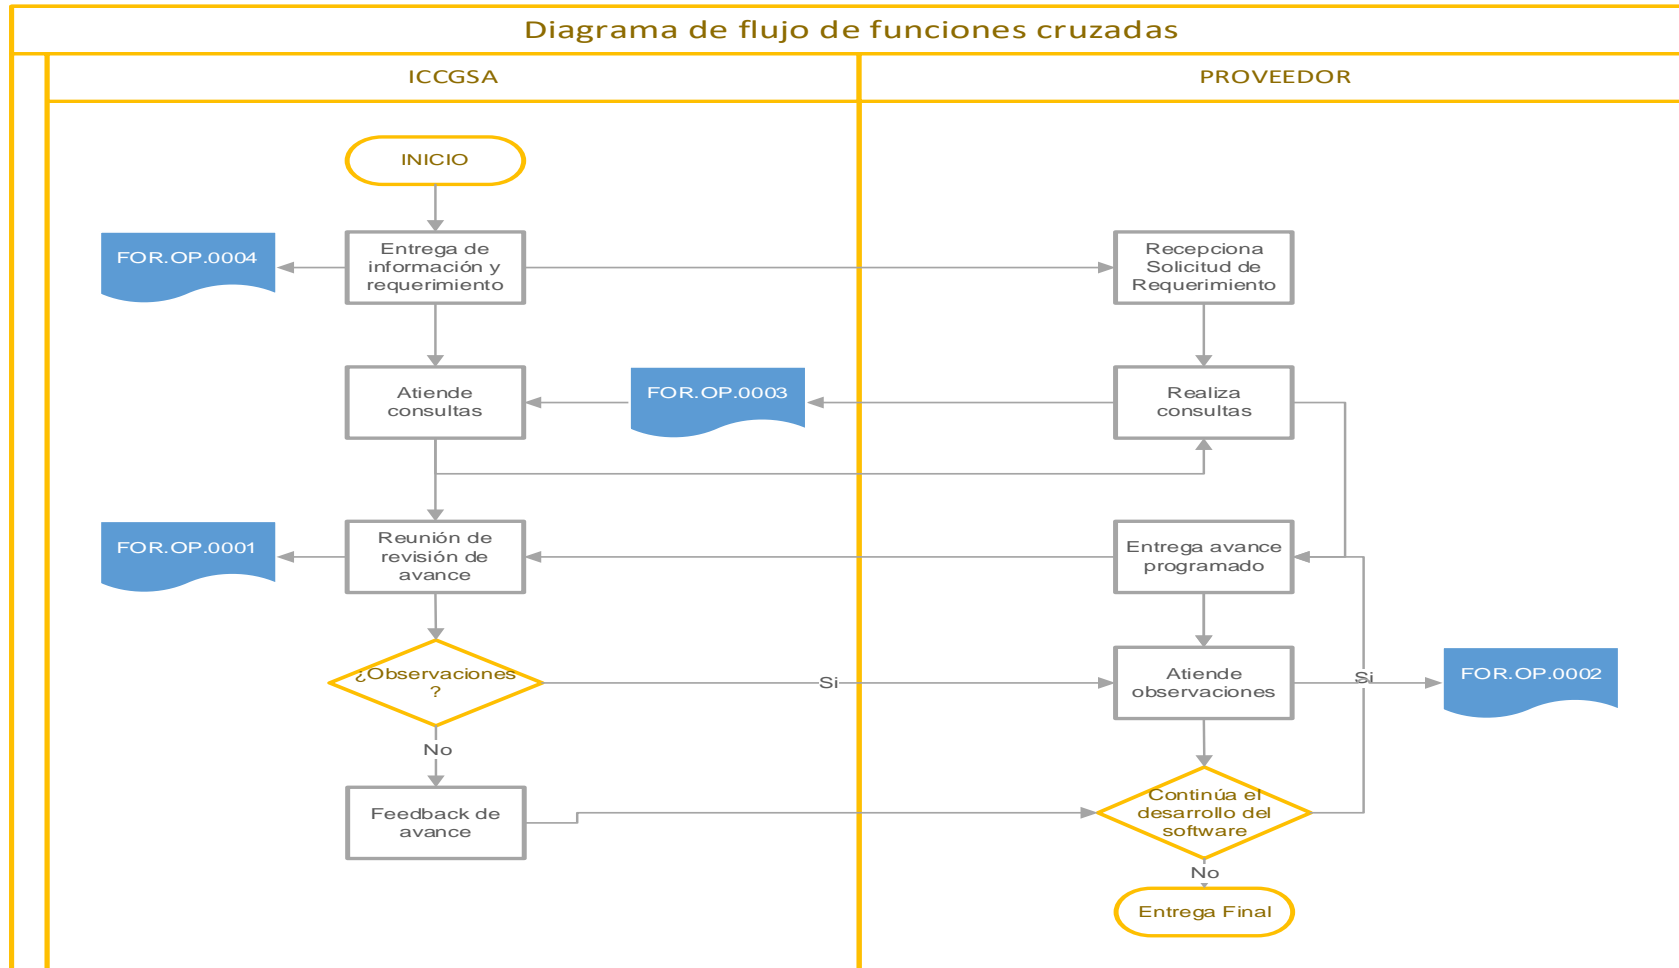 Diagrama de flujo de funciones cruzadas
ICCGSA
PROVEEDOR
INICIO
FOR.OP.0004
Entrega de
información y
requerimiento
Recepciona
Solicitud de
Requerimiento
Atiende
consultas
FOR.OP.0003
Realiza
consultas
FOR.OP.0001
Reunión de
revisión de
avance
Entrega avance
programado
¿Observaciones
?
Si
Atiende
observaciones
Si
FOR.OP.0002
No
Feedback de
avance
Continúa el
desarrollo del
software
No
Entrega Final